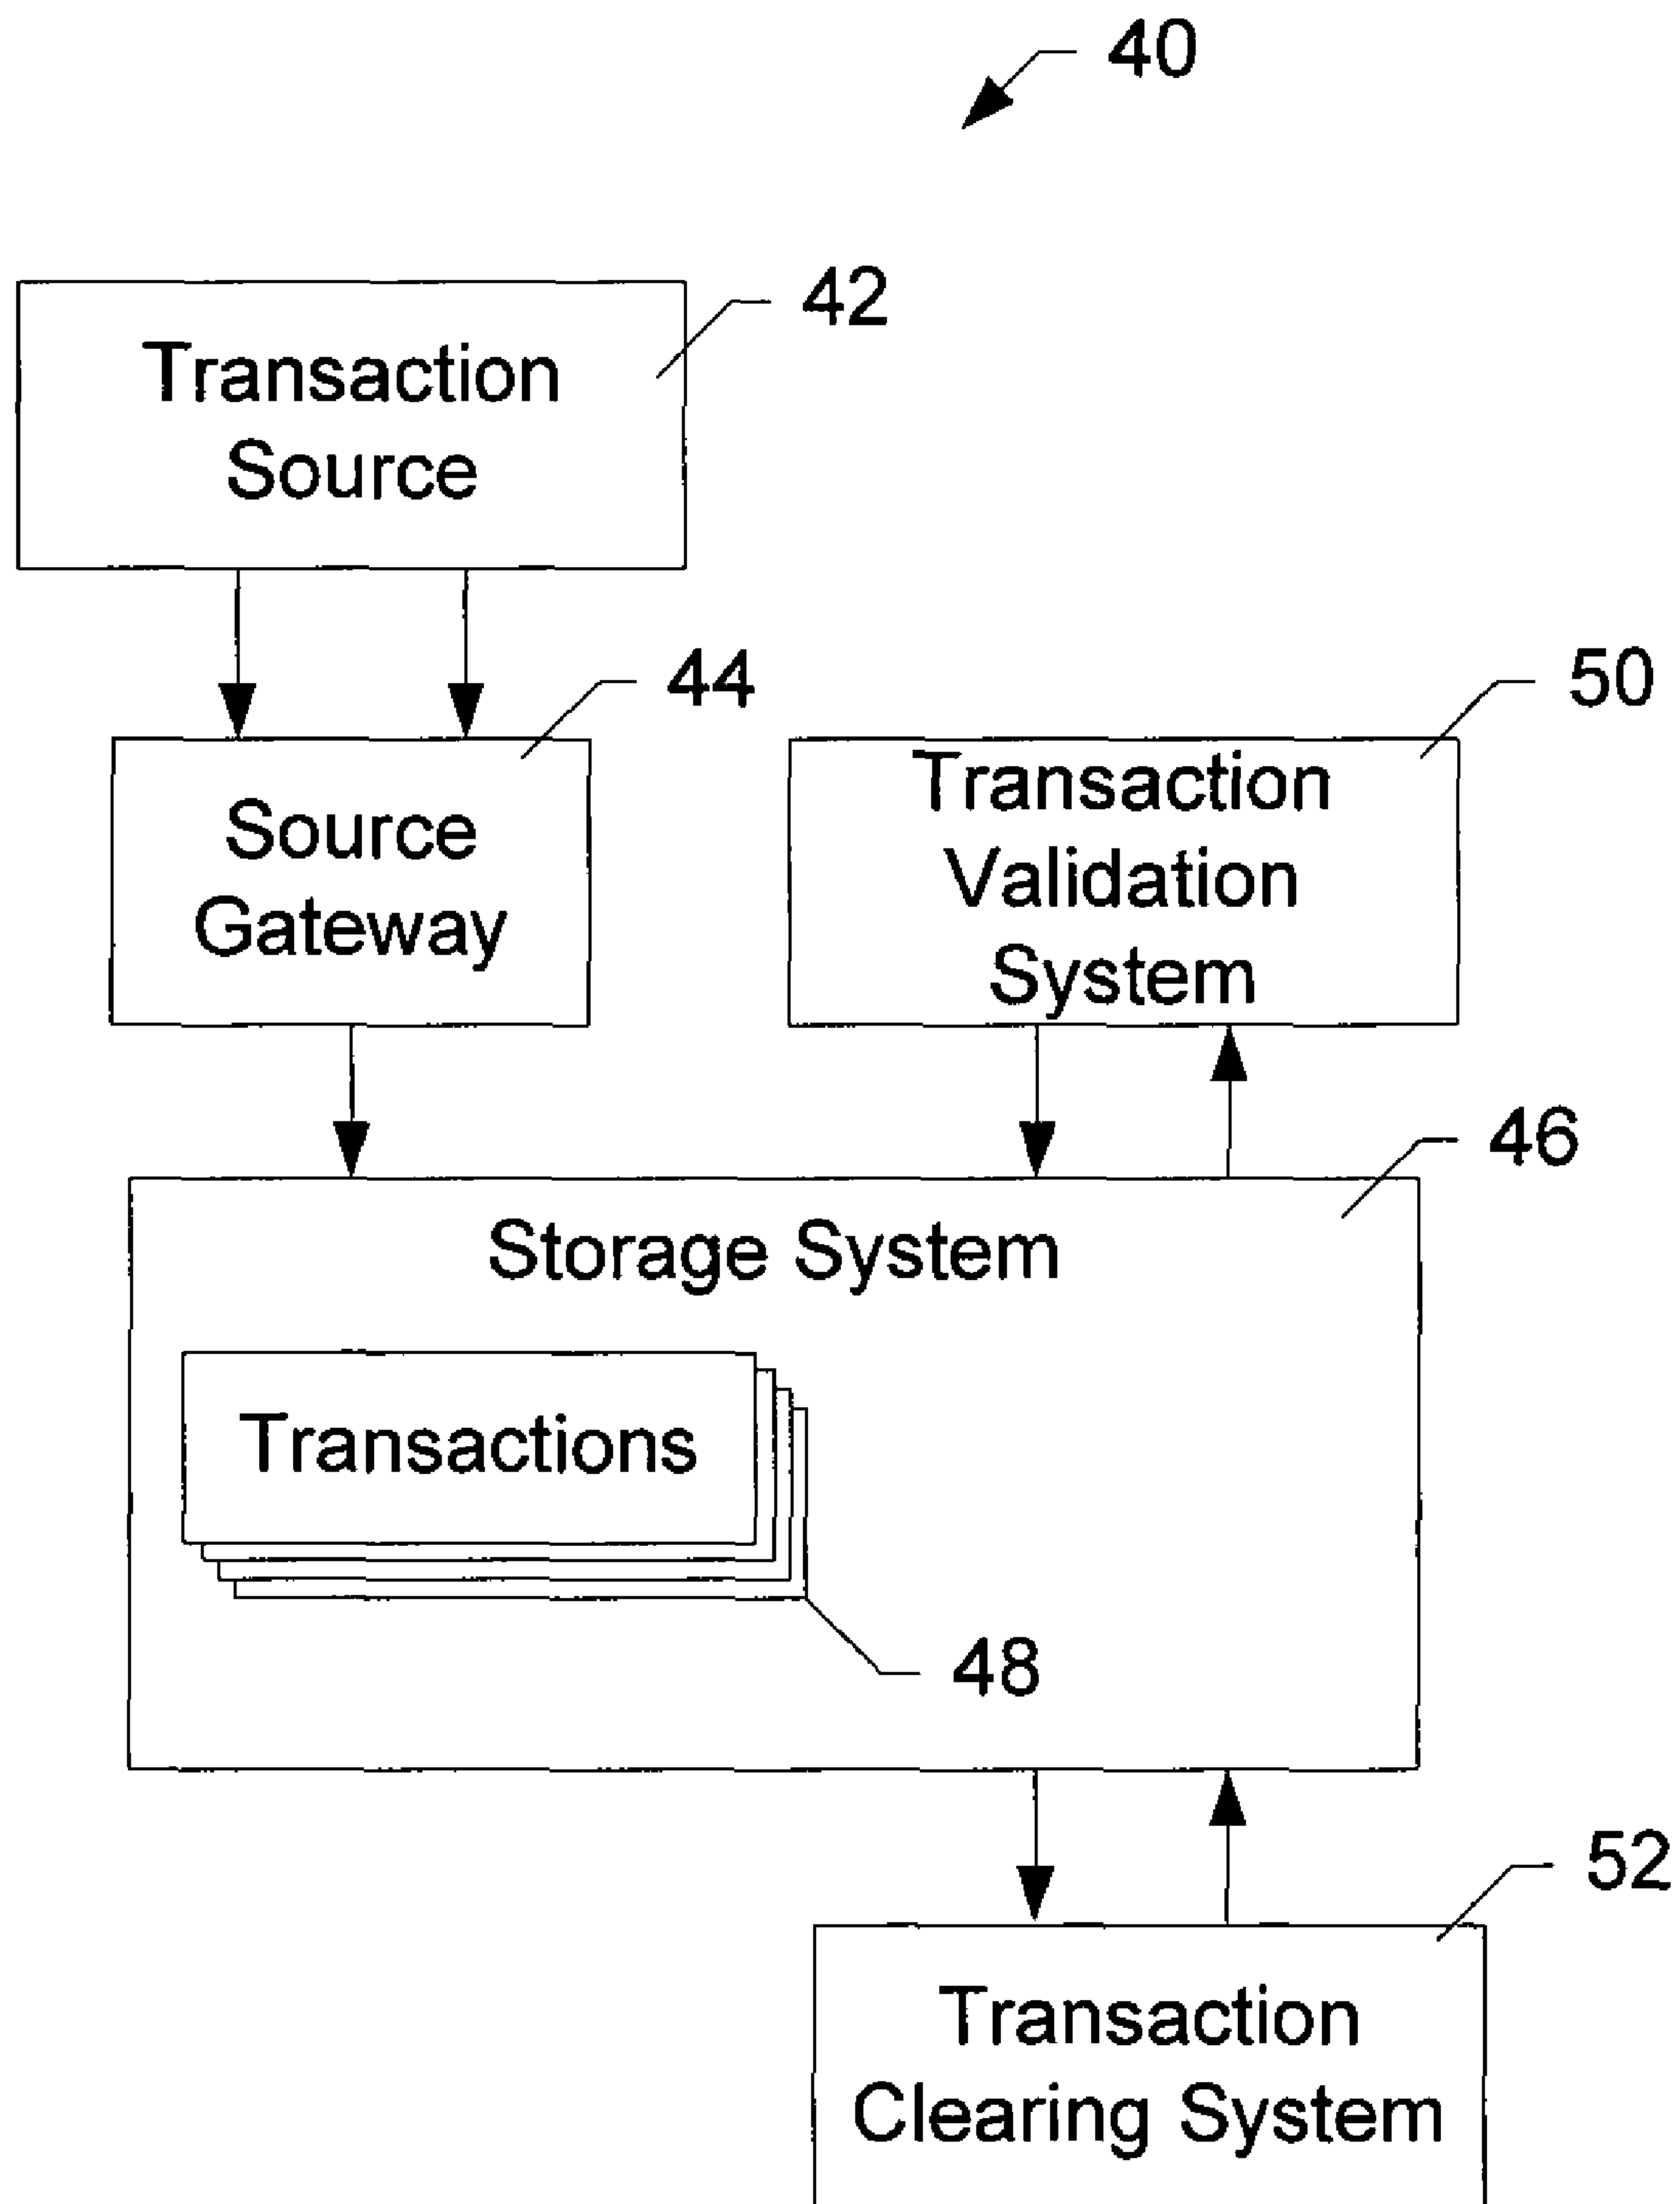 40
42
Transaction
Source
44
50
Source
Gateway
Transaction
Validation
System
46
Storage System
Transactions
48
52
Transaction
Clearing System